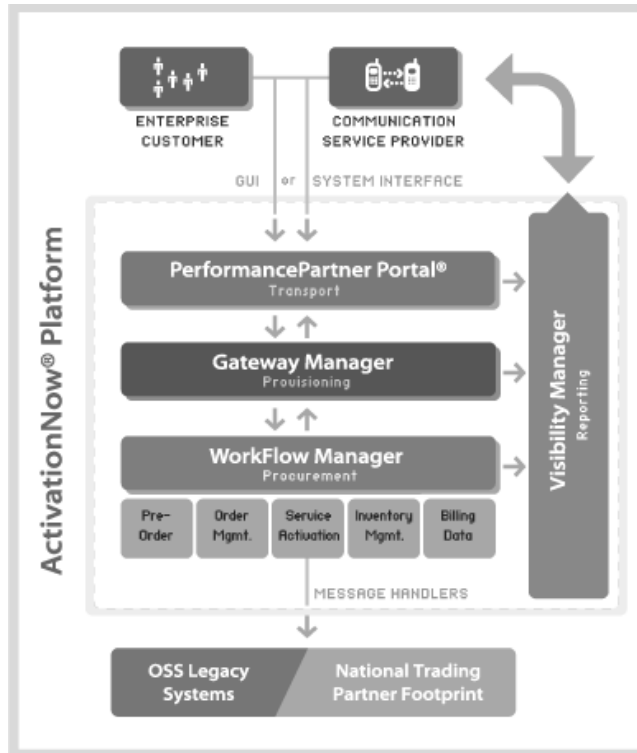 ENTERPRISE
CUSTOMER
COMMUNICATION
SERVICE PROVIDER
GUI or SYSTEM INTERFACE
ActivationNow® Platform
PerformancePartner Portal®
Transport
Gateway Manager
Provisioning
WorkFlow Manager
Procurement
Pre-
Order
Order
Mgmt.
Service
Activation
Inventory
Mgmt.
Billing
Data
Visibility Manager
Reporting
MESSAGE HANDLERS
OSS Legacy
Systems
National Trading
Partner Footprint